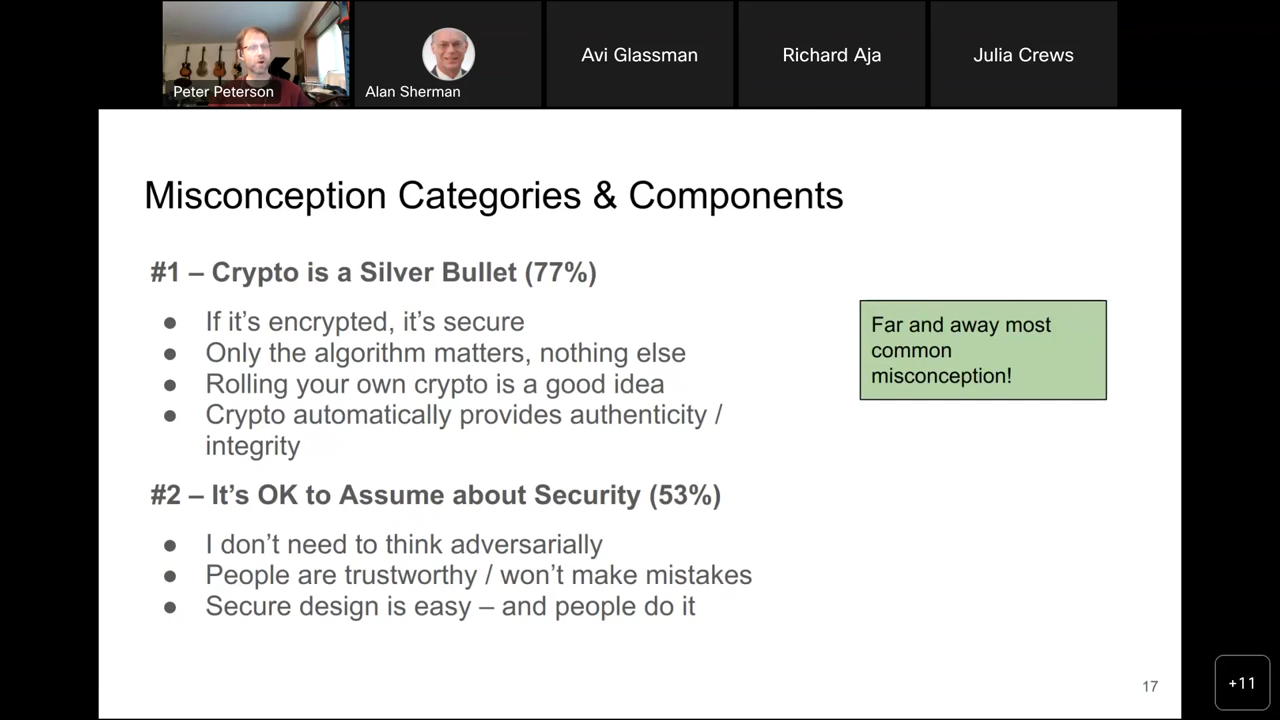 Peter Peterson
Alan Sherman
Avi Glassman
Richard Aja
Julia Crews
Misconception Categories & Components
#1 – Crypto is a Silver Bullet (77%)
● If it's encrypted, it's secure
● Only the algorithm matters, nothing else
● Rolling your own crypto is a good idea
● Crypto automatically provides authenticity /
integrity
Far and away most
common
misconception!
#2 – It's OK to Assume about Security (53%)
● I don't need to think adversarially
● People are trustworthy / won't make mistakes
● Secure design is easy – and people do it
17
+11